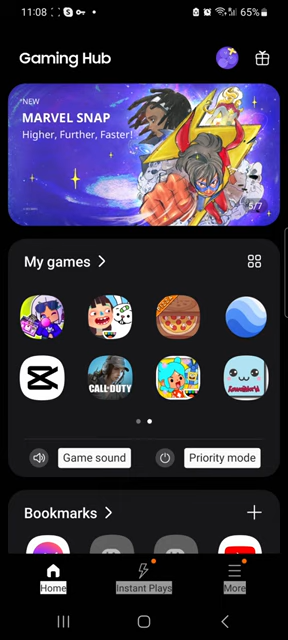 11:08
65%
Gaming Hub
*NEW
MARVEL SNAP
Higher, Further, Faster!
5/7
My games
CALL OF DUTY
Game sound
Priority mode
Bookmarks
Home
Instant Plays
More